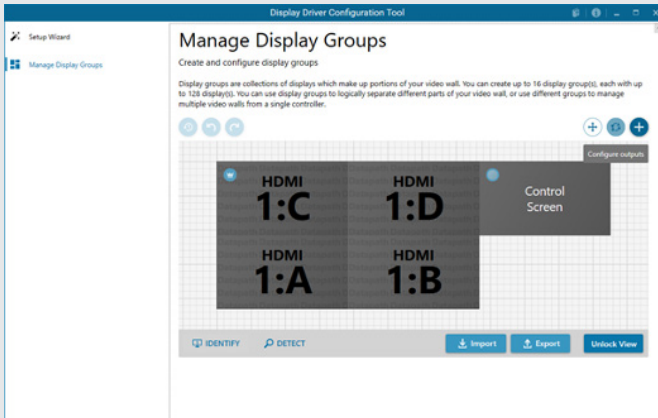 Display Driver Configuration Tool
Setup Wizard
Manage Display Groups
Manage Display Groups
Create and configure display groups
Display groups are collections of displays which make up portions of your video wall. You can create up to 16 display group(s), each with up
to 128 display(s). You can use display groups to logically separate different parts of your video wall, or use different groups to manage
multiple video walls from a single controller.
Configure outputs
HDMI
1:C
HDMI
1:D
Control
Screen
HDMI
1:A
HDMI
1:B
IDENTIFY
DETECT
Import
Export
Unlock View